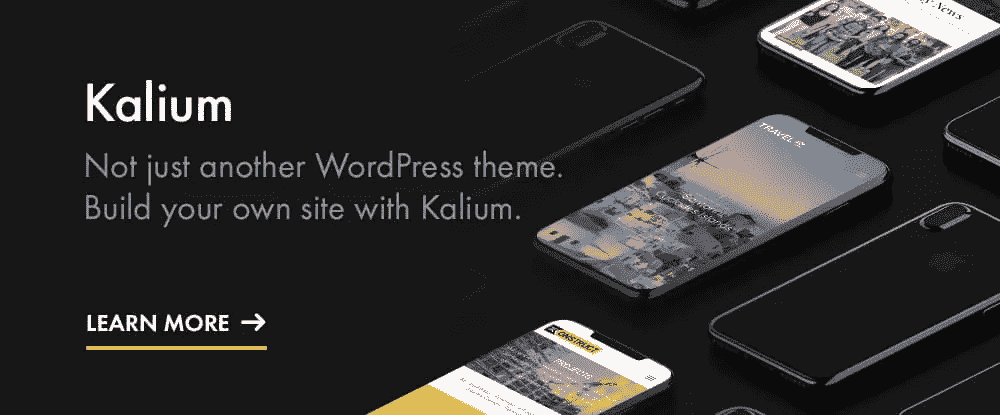 Kalium
Not just another WordPress theme.
Build your own site with Kalium.
LEARN MORE
News
TRAVEL
CONSTRUCT
PROJECTS